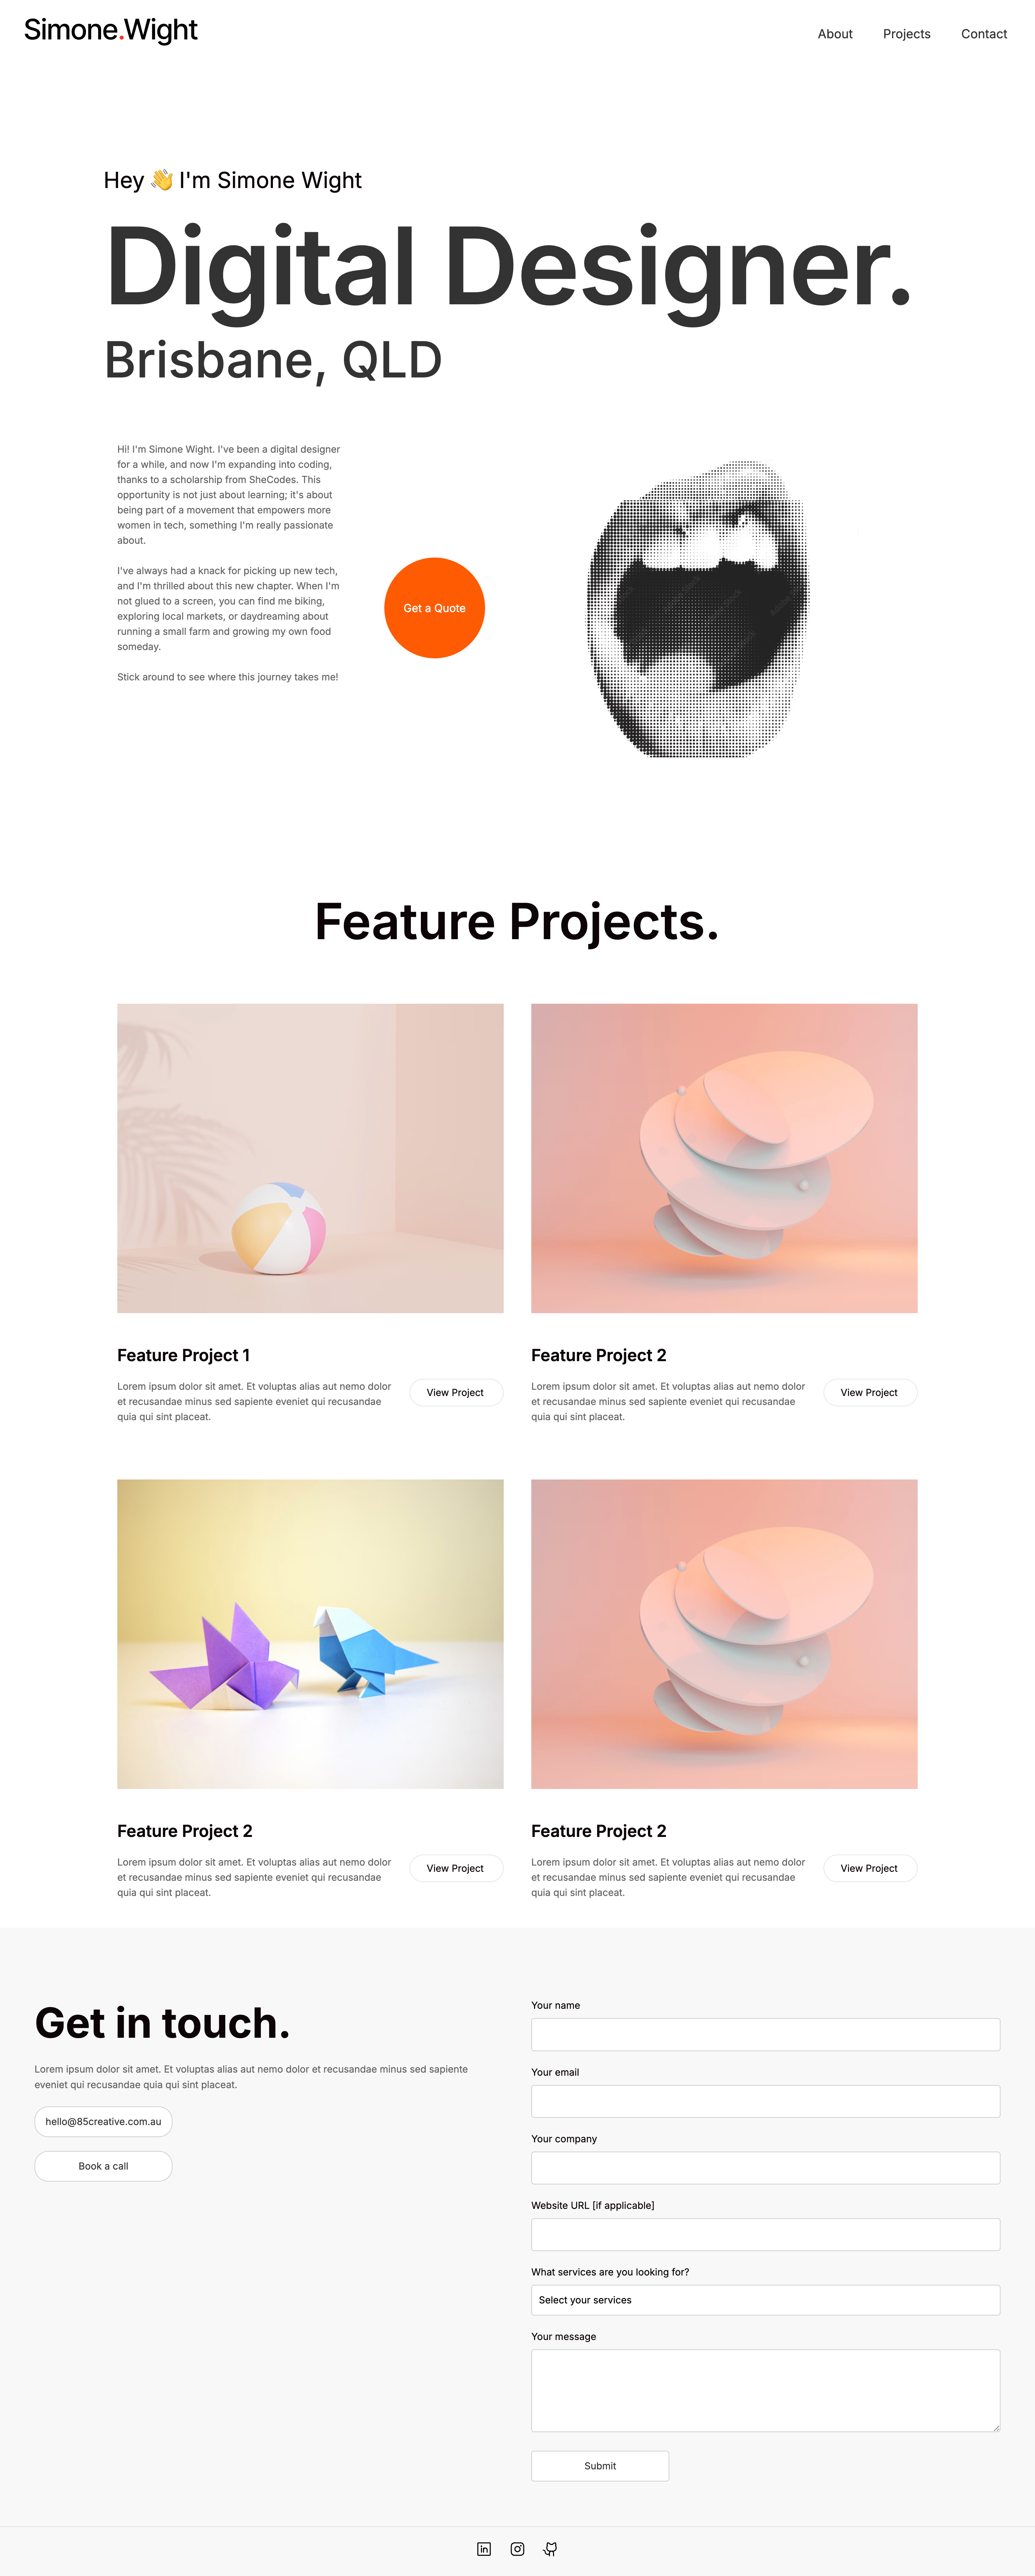 Simone.Wight
About Projects Contact
Hey 👋 I'm Simone Wight
Digital Designer.
Brisbane, QLD
Hi! I'm Simone Wight. I've been a digital designer
for a while, and now I'm expanding into coding,
thanks to a scholarship from SheCodes. This
opportunity is not just about learning; it's about
being part of a movement that empowers more
women in tech, something I'm really passionate
about.
I've always had a knack for picking up new tech,
and I'm thrilled about this new chapter. When I'm
not glued to a screen, you can find me biking,
exploring local markets, or daydreaming about
running a small farm and growing my own food
someday.
Stick around to see where this journey takes me!
Get a Quote
Feature Projects.
Feature Project 1
Lorem ipsum dolor sit amet. Et voluptas alias aut nemo dolor
et recusandae minus sed sapiente eveniet qui recusandae
quia qui sint placeat.
View Project
Feature Project 2
Lorem ipsum dolor sit amet. Et voluptas alias aut nemo dolor
et recusandae minus sed sapiente eveniet qui recusandae
quia qui sint placeat.
View Project
Feature Project 2
Lorem ipsum dolor sit amet. Et voluptas alias aut nemo dolor
et recusandae minus sed sapiente eveniet qui recusandae
quia qui sint placeat.
View Project
Feature Project 2
Lorem ipsum dolor sit amet. Et voluptas alias aut nemo dolor
et recusandae minus sed sapiente eveniet qui recusandae
quia qui sint placeat.
View Project
Get in touch.
Lorem ipsum dolor sit amet. Et voluptas alias aut nemo dolor et recusandae minus sed sapiente
eveniet qui recusandae quia qui sint placeat.
hello@85creative.com.au
Book a call
Your name
Your email
Your company
Website URL [if applicable]
What services are you looking for?
Select your services
Your message
Submit
in